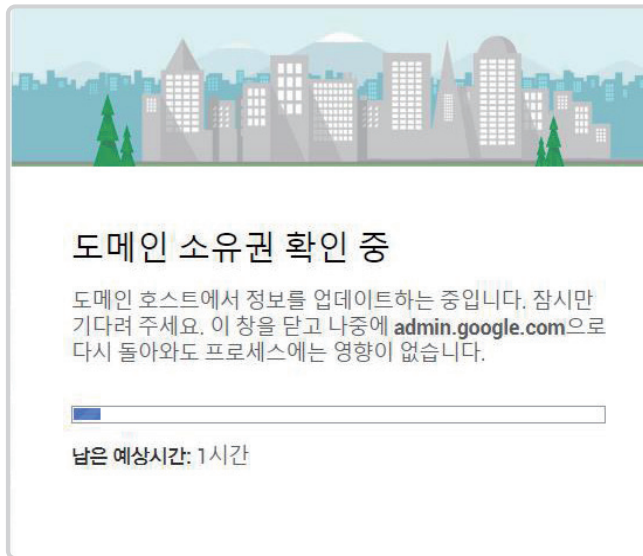 도메인 소유권 확인 중
도메인 호스트에서 정보를 업데이트하는 중입니다. 잠시만
기다려 주세요. 이 창을 닫고 나중에 admin.google.com으로
다시 돌아와도 프로세스에는 영향이 없습니다.
남은 예상시간: 1시간